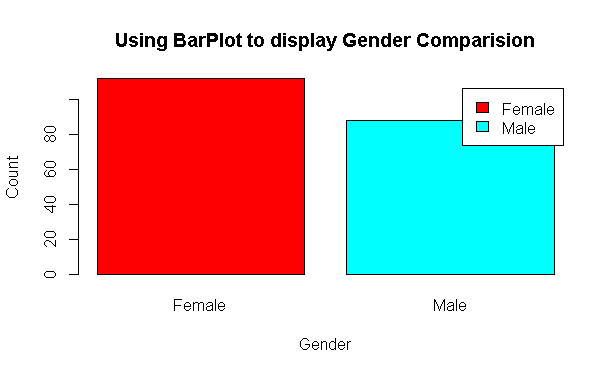 Using BarPlot to display Gender Comparision
Female
Male
80
60
40
20
0
Count
Female Male
Gender